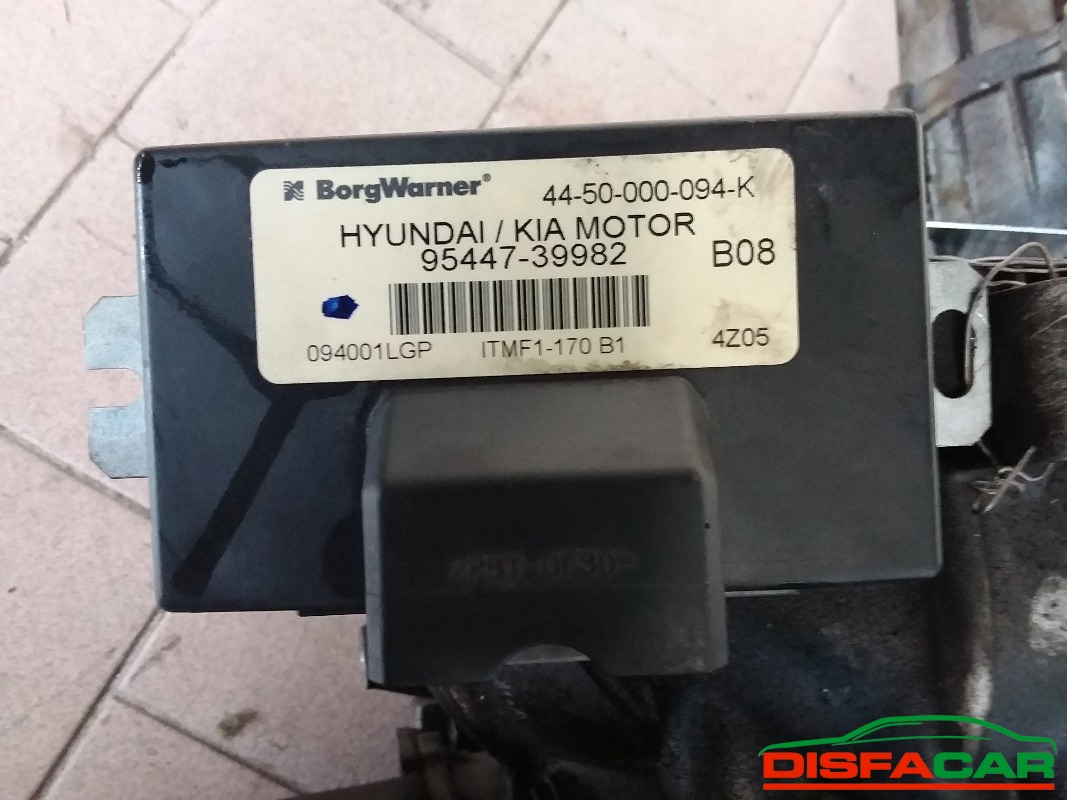 BorgWarner® 44-50-000-094-K
HYUNDAI / KIA MOTOR
95447-39982 B08
094001LGP ITMF1-170 B1 4Z05
DISFACAR